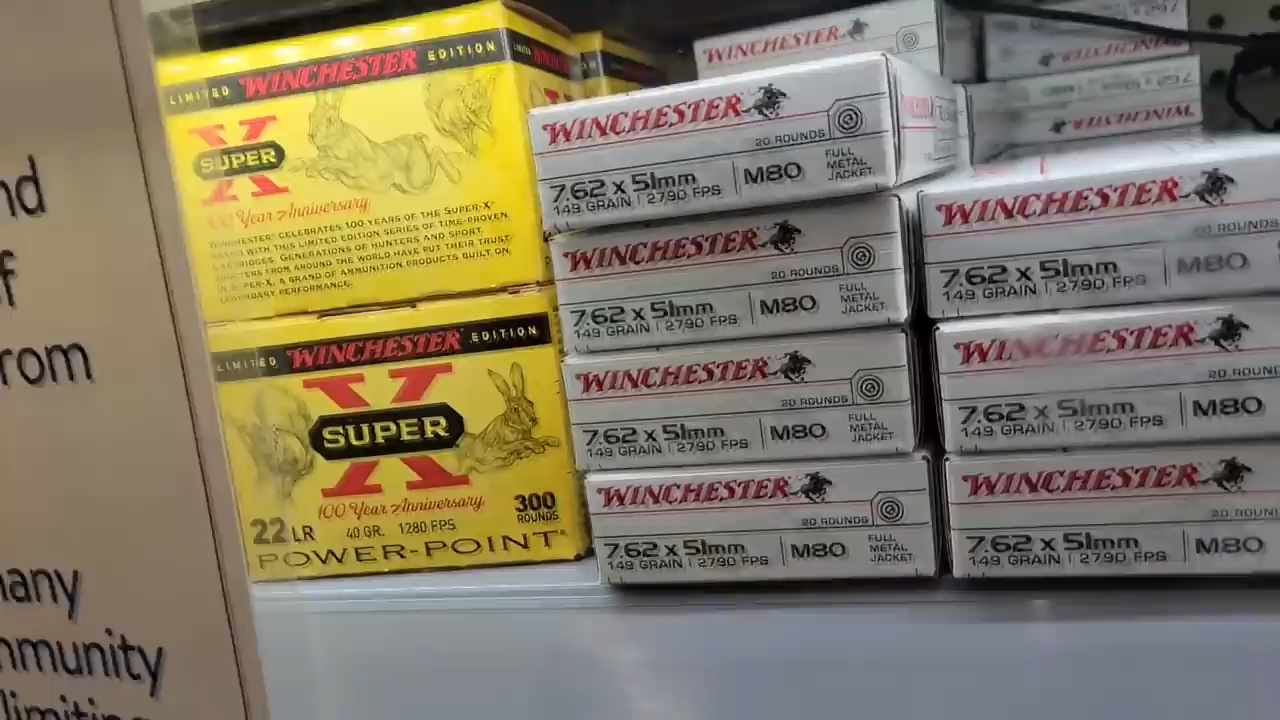 nd
f
rom
any
mmunity
limiting
LIMITED WINCHESTER EDITION
SUPER X
100 Year Anniversary
WINCHESTER® CELEBRATES 100 YEARS OF THE SUPER-X®
BRAND WITH THIS LIMITED EDITION SERIES OF TIME-PROVEN
CARTRIDGES. GENERATIONS OF HUNTERS AND SPORT
SHOOTERS FROM AROUND THE WORLD HAVE PUT THEIR TRUST
IN SUPER-X, A BRAND OF AMMUNITION PRODUCTS BUILT ON
LEGENDARY PERFORMANCE.
LIMITED WINCHESTER EDITION
X
SUPER
100 Year Anniversary
300
ROUNDS
22 LR 40 GR. 1280 FPS
POWER-POINT®
WINCHESTER
WINCHESTER
20 ROUNDS
7.62 x 51mm M80 FULL METAL JACKET
149 GRAIN | 2790 FPS
WINCHESTER
20 ROUNDS
7.62 x 51mm M80 FULL METAL JACKET
149 GRAIN | 2790 FPS
WINCHESTER
20 ROUNDS
7.62 x 51mm M80 FULL METAL JACKET
149 GRAIN | 2790 FPS
WINCHESTER
20 ROUNDS
7.62 x 51mm M80 FULL METAL JACKET
149 GRAIN | 2790 FPS
WINCHESTER
WINCHESTER
WINCHESTER
20 ROUNDS
7.62 x 51mm M80
149 GRAIN | 2790 FPS
WINCHESTER
20 ROUND
7.62 x 51mm M80
149 GRAIN | 2790 FPS
WINCHESTER
20 ROUND
7.62 x 51mm M80
149 GRAIN | 2790 FPS